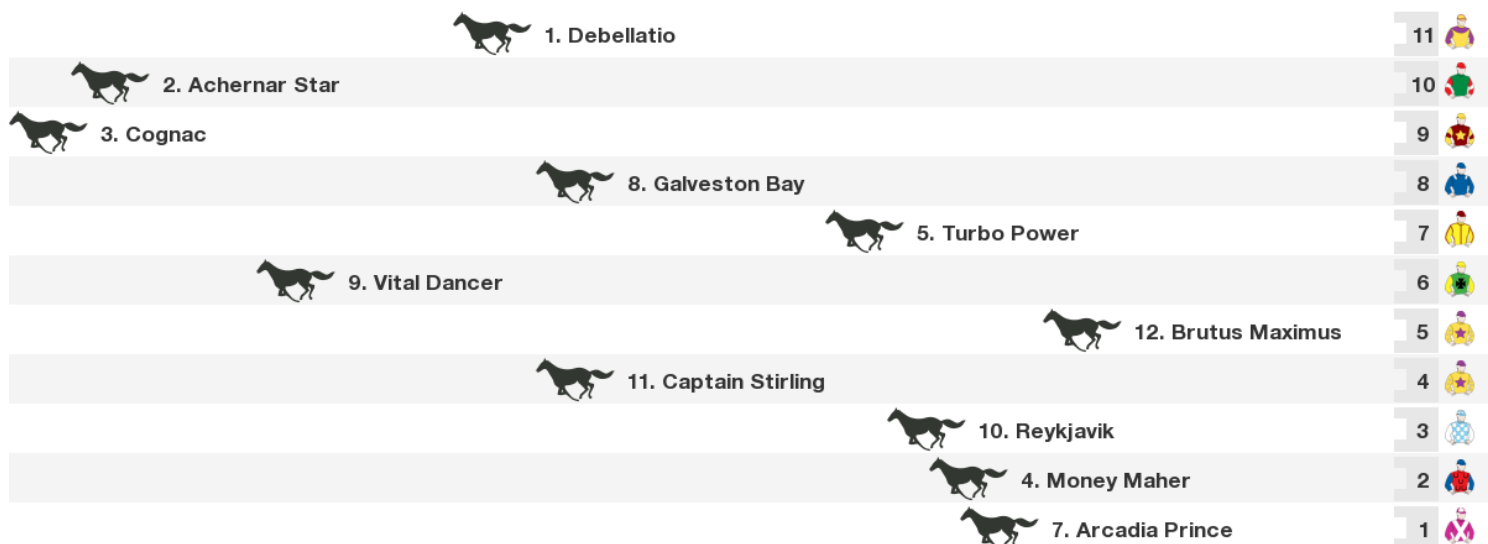 1. Debellatio 11
2. Achernar Star 10
3. Cognac 9
8. Galveston Bay 8
5. Turbo Power 7
9. Vital Dancer 6
12. Brutus Maximus 5
11. Captain Stirling 4
10. Reykjavik 3
4. Money Maher 2
7. Arcadia Prince 1